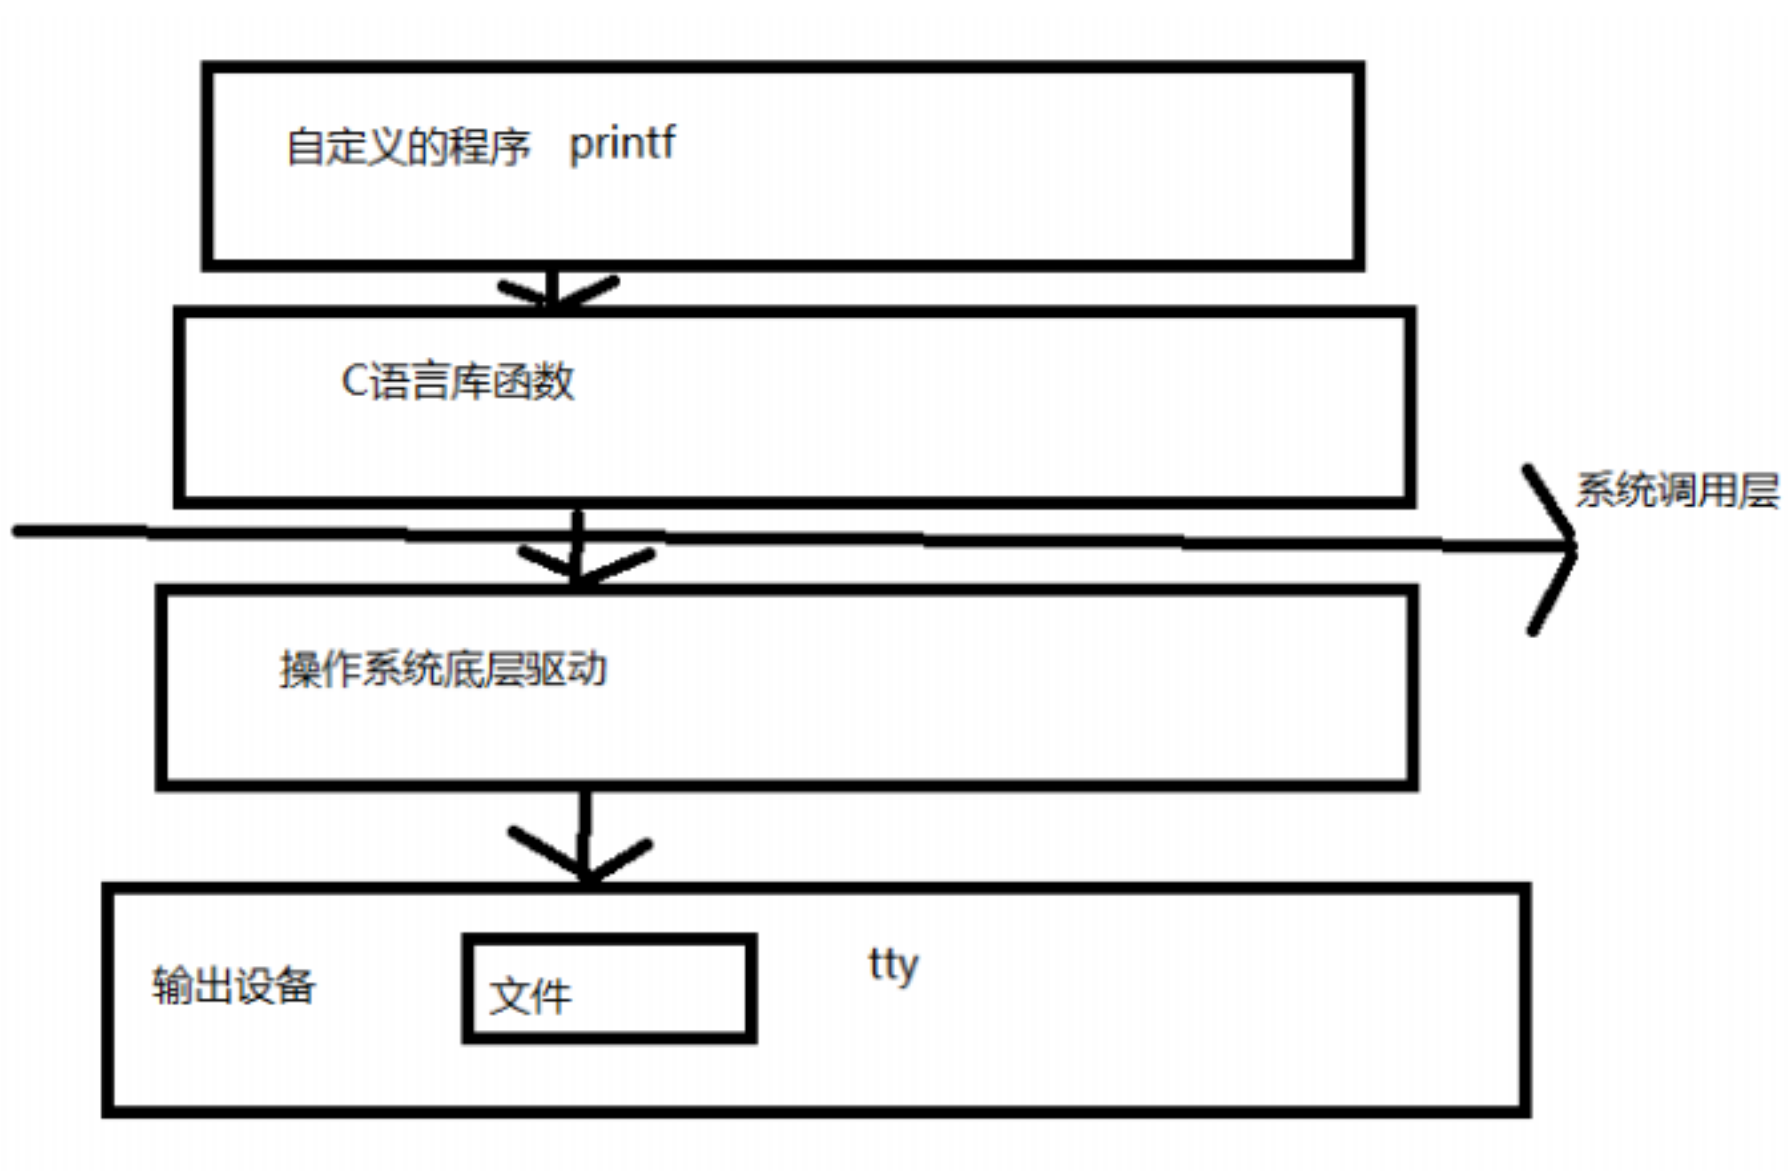 自定义的程序 printf
C语言库函数
系统调用层
操作系统底层驱动
输出设备
文件
tty